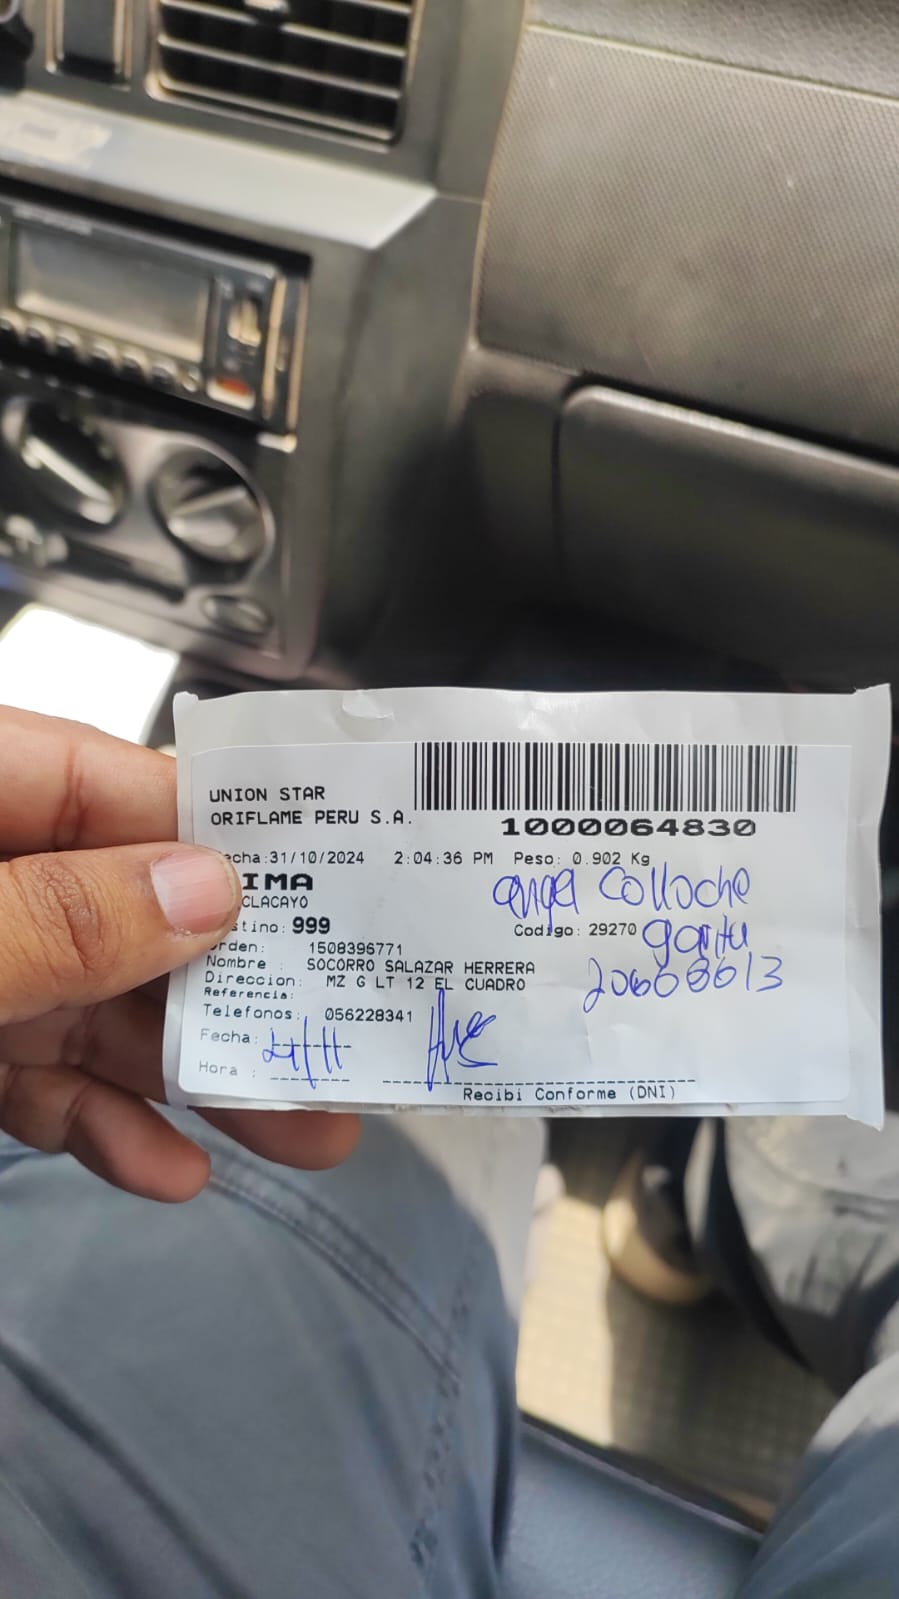 UNION STAR
ORIFLAME PERU S.A.
1000064830
echa:31/10/2024 2:04:36 PM Peso: 0.902 Kg
IMA
CLACAYO
stino: 999
Codigo: 29270
Orden: 1508396771
Nombre : SOCORRO SALAZAR HERRERA
Direccion: MZ G LT 12 EL CUADRO
Referencia:
Telefonos: 056228341
Fecha:
Hora :
Recibi Conforme (DNI)